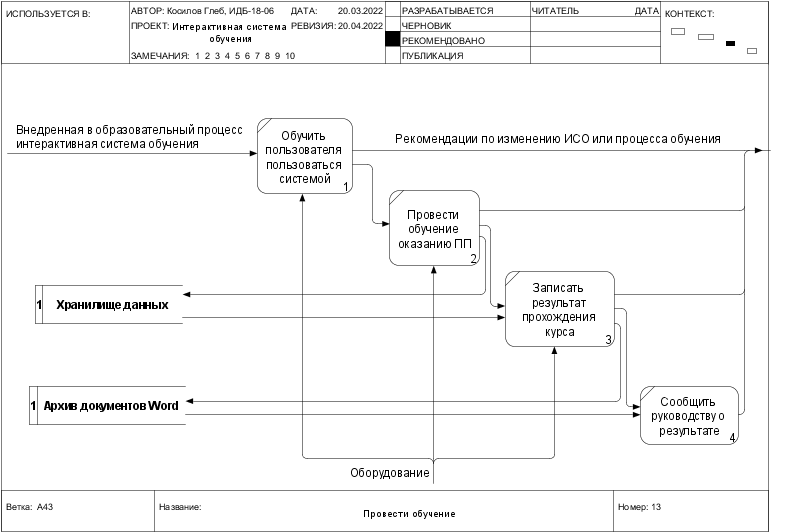 ИСПОЛЬЗУЕТСЯ В:
АВТОР: Косилов Глеб, ИДБ-18-06 ДАТА: 20.03.2022
ПРОЕКТ: Интерактивная система обучения РЕВИЗИЯ: 20.04.2022
ЗАМЕЧАНИЯ: 1 2 3 4 5 6 7 8 9 10
РАЗРАБАТЫВАЕТСЯ
ЧЕРНОВИК
РЕКОМЕНДОВАНО
ПУБЛИКАЦИЯ
ЧИТАТЕЛЬ ДАТА
КОНТЕКСТ:
Внедренная в образовательный процесс
интерактивная система обучения
Обучить
пользователя
пользоваться
системой
1
Рекомендации по изменению ИСО или процесса обучения
Провести
обучение
оказанию ПП
2
Записать
результат
прохождения
курса
3
1 Хранилище данных
1 Архив документов Word
Сообщить
руководству о
результате
4
Оборудование
Ветка: A43
Название:
Провести обучение
Номер: 13